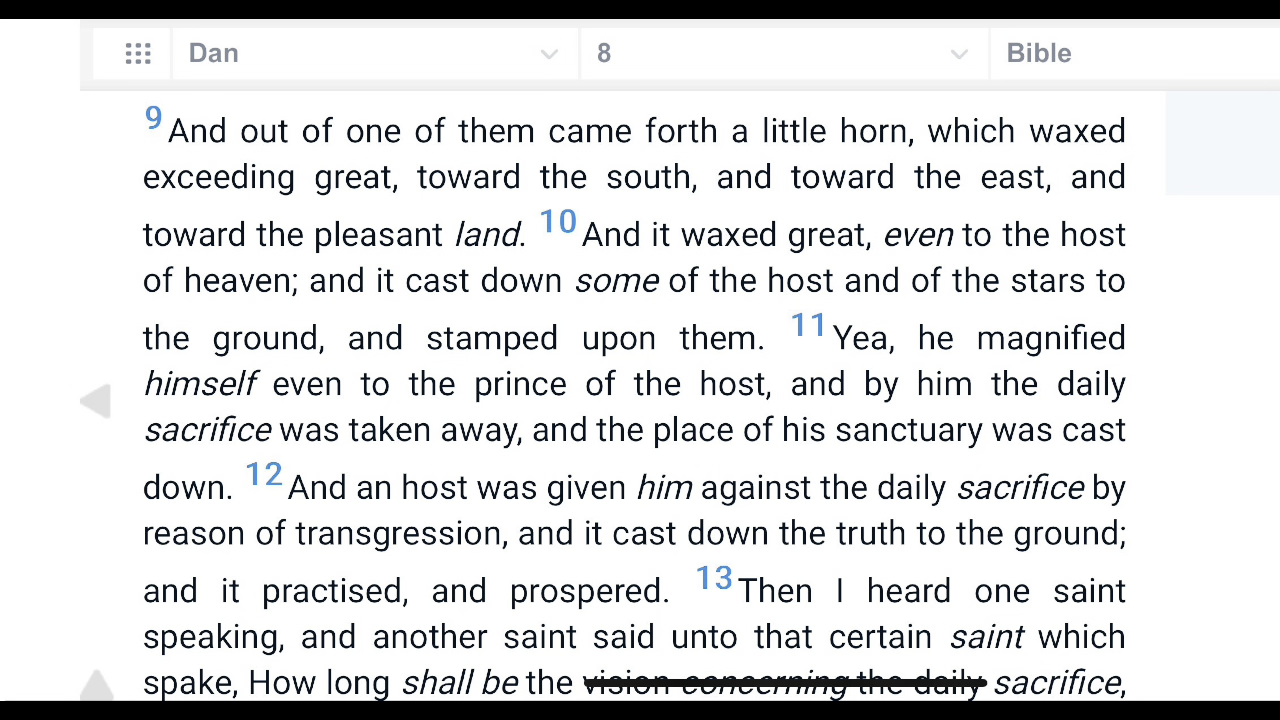 Dan 8 Bible
9 And out of one of them came forth a little horn, which waxed
exceeding great, toward the south, and toward the east, and
toward the pleasant land. 10 And it waxed great, even to the host
of heaven; and it cast down some of the host and of the stars to
the ground, and stamped upon them. 11 Yea, he magnified
himself even to the prince of the host, and by him the daily
sacrifice was taken away, and the place of his sanctuary was cast
down. 12 And an host was given him against the daily sacrifice by
reason of transgression, and it cast down the truth to the ground;
and it practised, and prospered. 13 Then I heard one saint
speaking, and another saint said unto that certain saint which
spake, How long shall be the vision concerning the daily sacrifice,